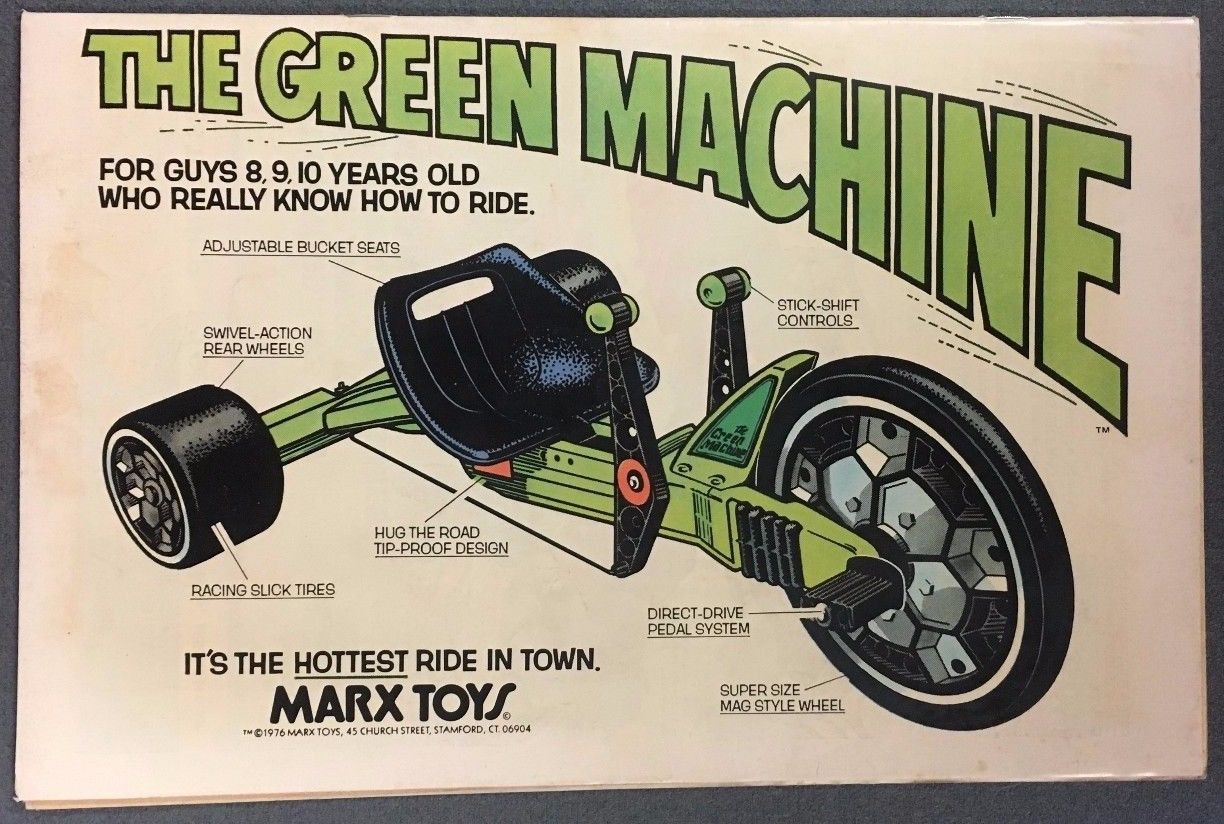 THE GREEN MACHINE
TM
FOR GUYS 8, 9, 10 YEARS OLD
WHO REALLY KNOW HOW TO RIDE.
ADJUSTABLE BUCKET SEATS
STICK-SHIFT
CONTROLS
SWIVEL-ACTION
REAR WHEELS
The
Green
Machine
HUG THE ROAD
TIP-PROOF DESIGN
RACING SLICK TIRES
DIRECT-DRIVE
PEDAL SYSTEM
SUPER SIZE
MAG STYLE WHEEL
IT'S THE HOTTEST RIDE IN TOWN.
MARX TOYS©
TM ©1976 MARX TOYS, 45 CHURCH STREET, STAMFORD, CT. 06904